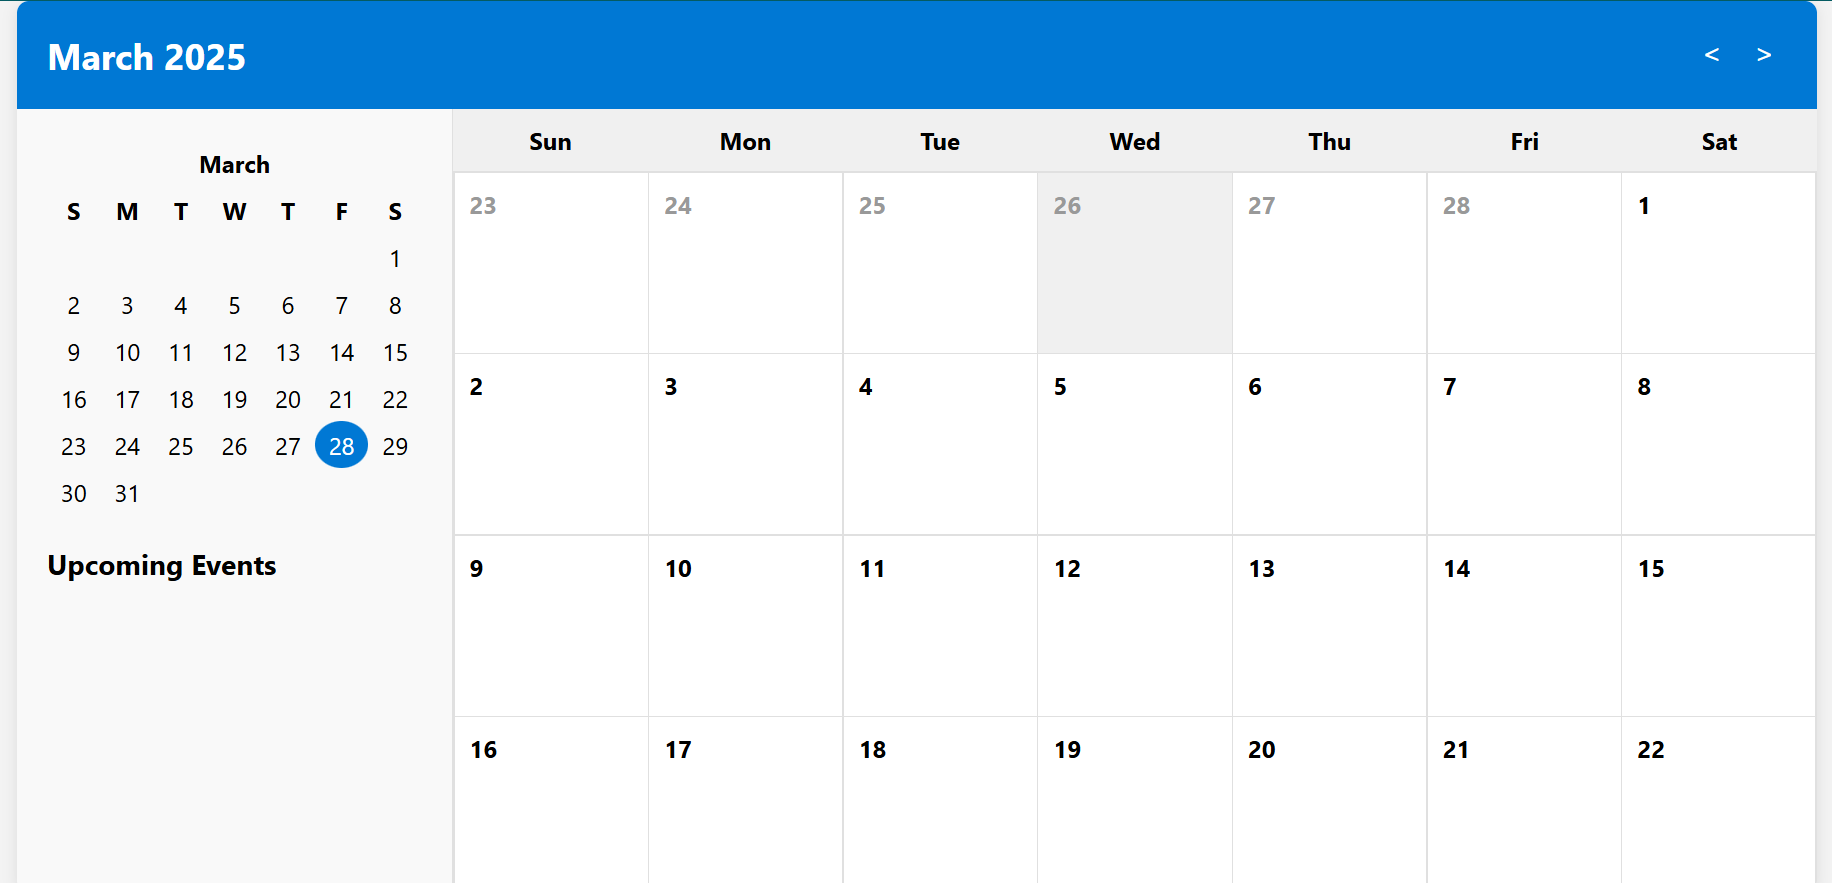 March 2025 < >
March
S M T W T F S
1
2 3 4 5 6 7 8
9 10 11 12 13 14 15
16 17 18 19 20 21 22
23 24 25 26 27 28 29
30 31
Upcoming Events
Sun Mon Tue Wed Thu Fri Sat
23 24 25 26 27 28 1
2 3 4 5 6 7 8
9 10 11 12 13 14 15
16 17 18 19 20 21 22